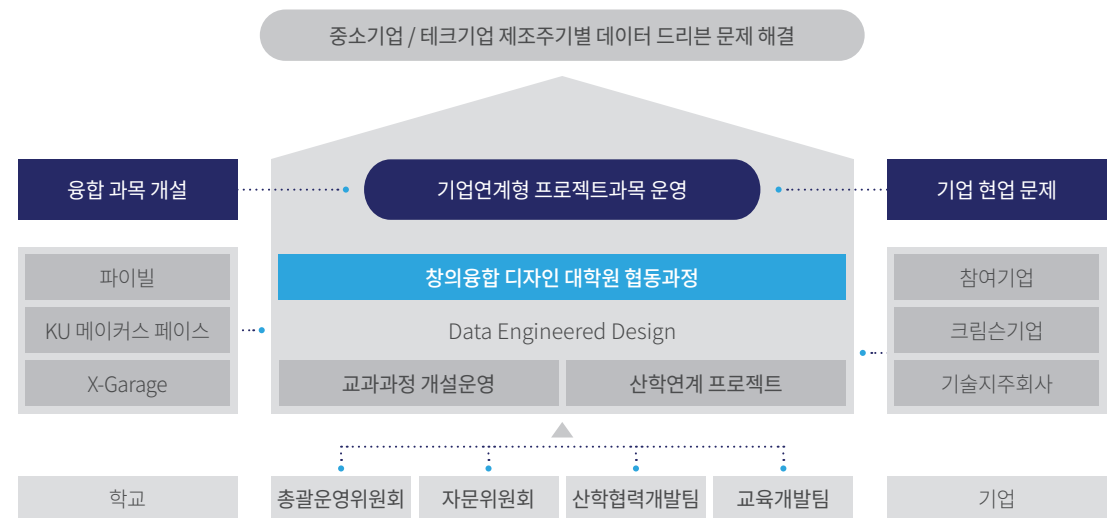 중소기업 / 테크기업 제조주기별 데이터 드리븐 문제 해결
융합 과목 개설
기업연계형 프로젝트과목 운영
기업 현업 문제
파이빌
창의융합 디자인 대학원 협동과정
참여기업
KU 메이커스 페이스
Data Engineered Design
크림슨기업
X-Garage
교과과정 개설운영
산학연계 프로젝트
기술지주회사
학교
총괄운영위원회
자문위원회
산학협력개발팀
교육개발팀
기업